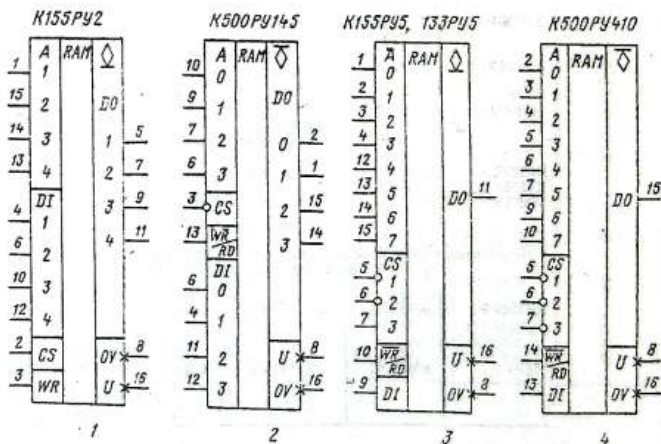 К155РУ2
A RAM ◊
1 1 DO
15 2
14 3 1 5
13 4 2 7
DI 3 9
4 1 4 11
6 2
10 3
12 4
2 CS 0V 8
3 WR U 16
1
К500РУ145
A RAM ◊
10 0
9 1 DO
7 2 0 2
6 3 1 1
3 CS 2 15
13 WR/RD 3 14
DI
6 0
4 1
11 2 U 8
12 3 0V 16
2
К155РУ5, 133РУ5
A RAM ◊
1 0
2 1
3 2
4 3
12 4
13 5 DO 11
14 6
15 7
CS
5 1
6 2
7 3
10 WR/RD U 16
9 DI 0V 8
3
К500РУ410
A RAM ◊
2 0
3 1
4 2
5 3
6 4
7 5 DO 15
9 6
10 7
CS
5 1
6 2
7 3
14 WR/RD U 8
13 DI 0V 16
4